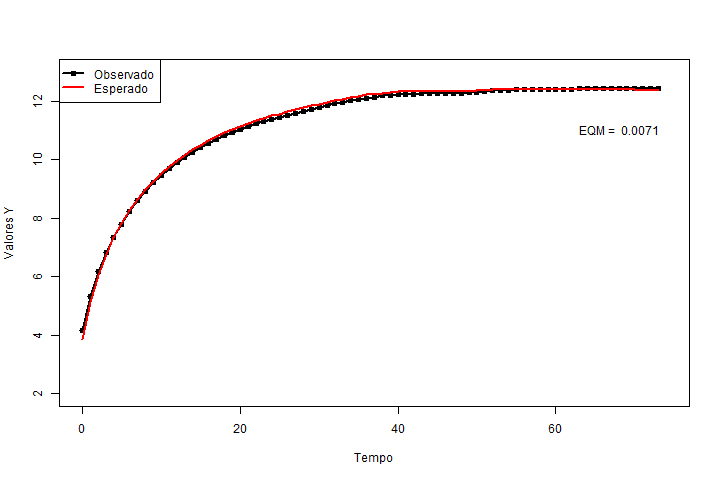 Observado
Esperado
EQM = 0.0071
Valores Y
2
4
6
8
10
12
0
20
40
60
Tempo